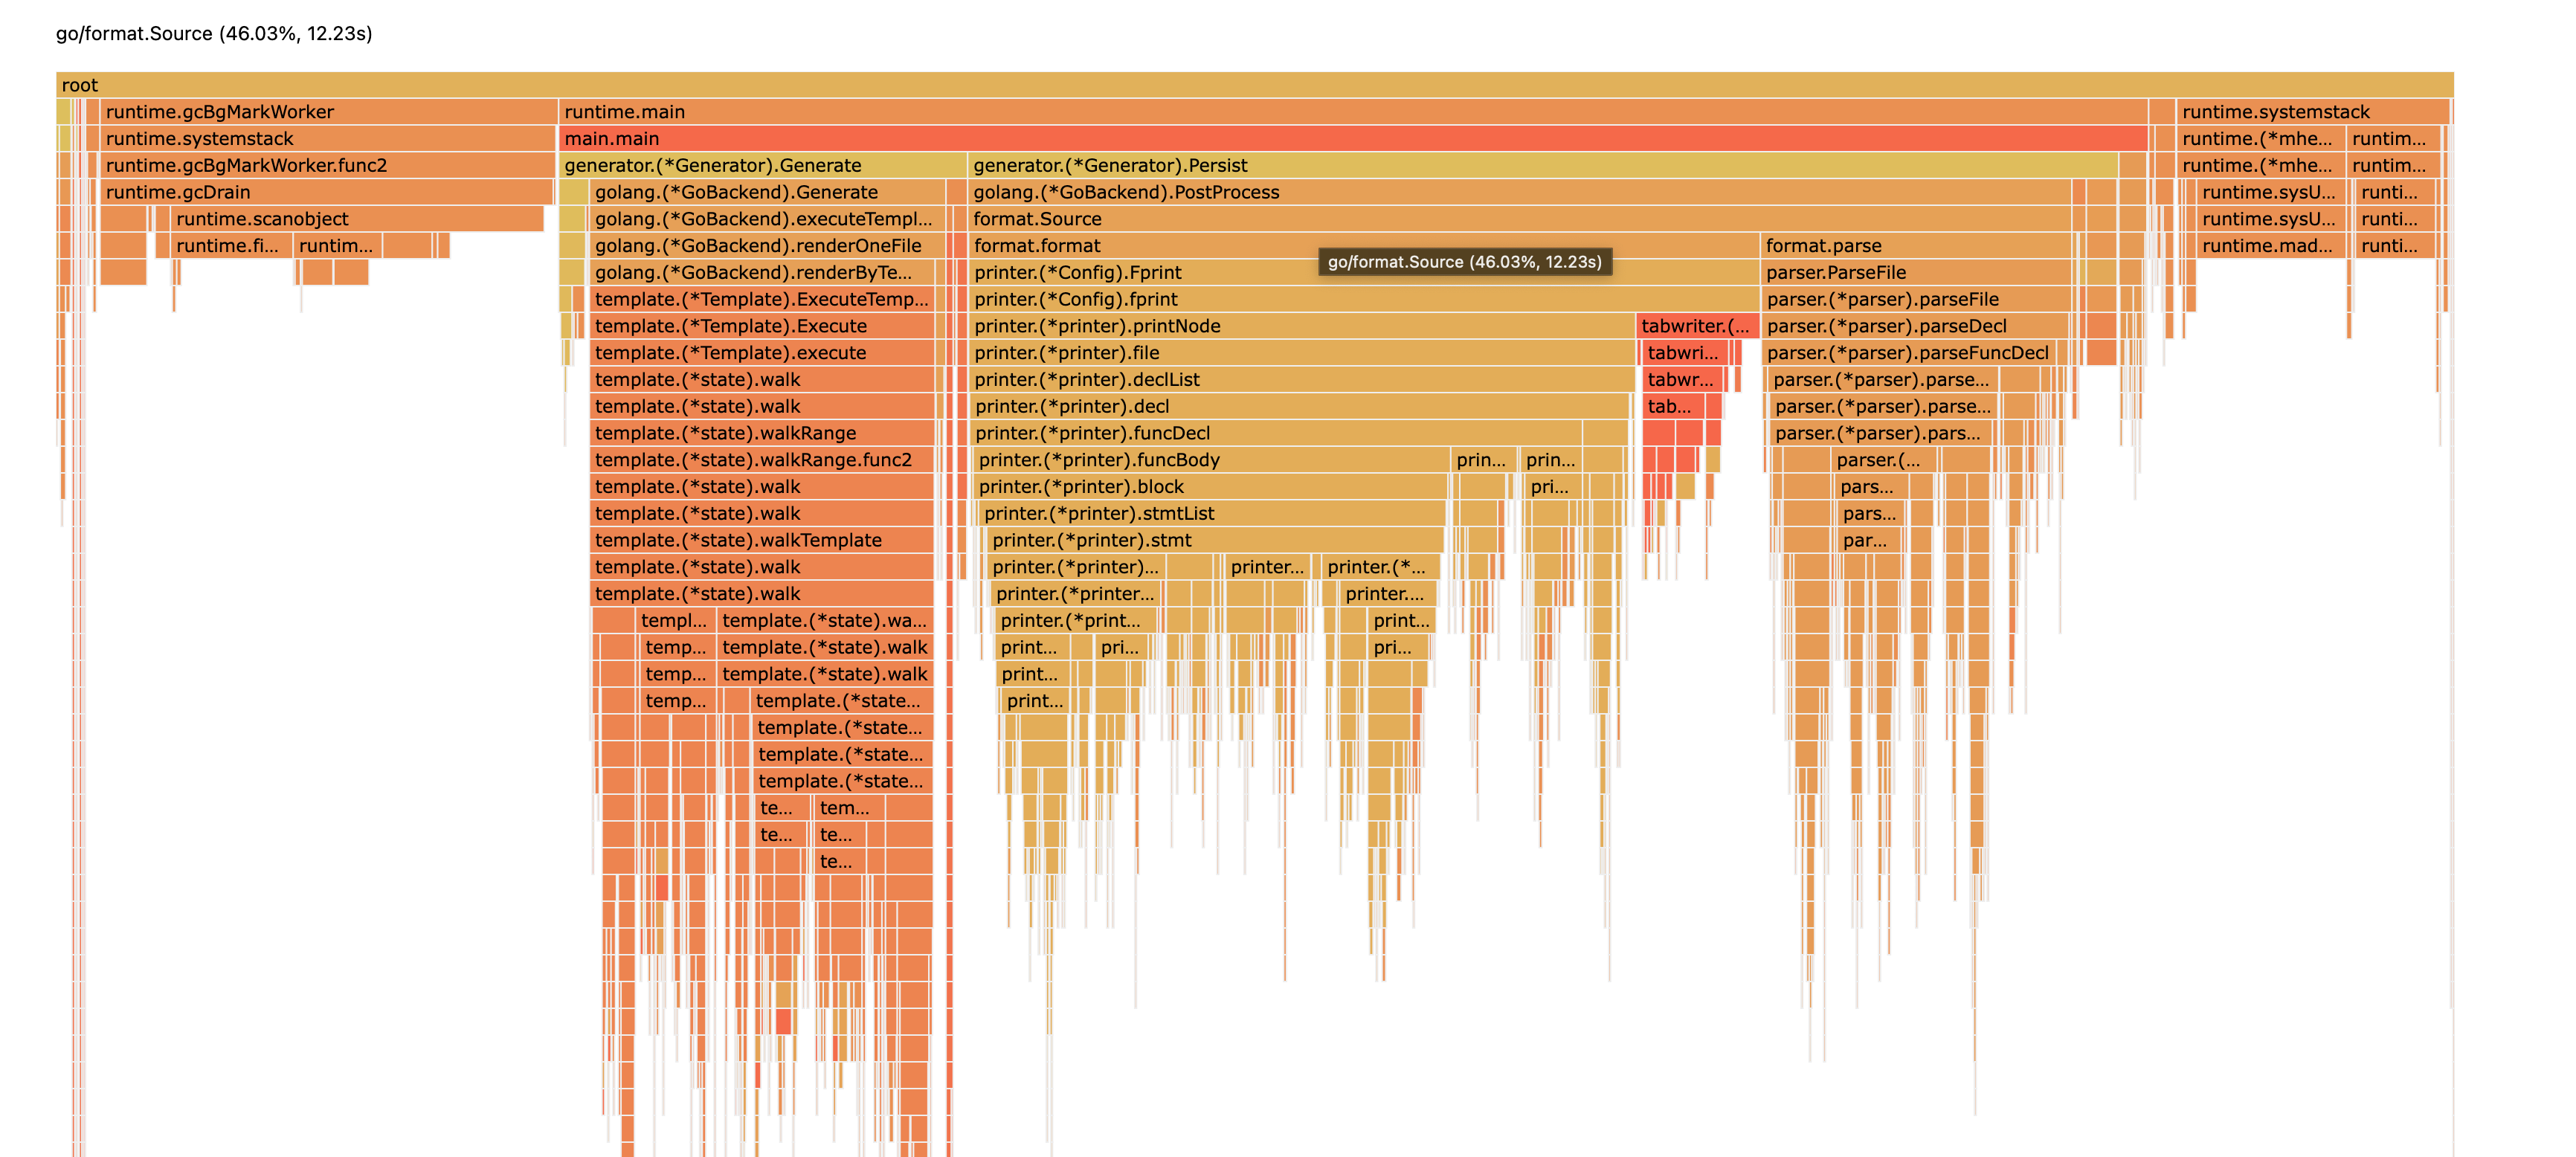 go/format.Source (46.03%, 12.23s)
root
runtime.gcBgMarkWorker runtime.main runtime.systemstack
runtime.systemstack main.main runtime.(*mhe... runtim...
runtime.gcBgMarkWorker.func2 generator.(*Generator).Generate generator.(*Generator).Persist runtime.(*mhe... runtim...
runtime.gcDrain golang.(*GoBackend).Generate golang.(*GoBackend).PostProcess runtime.sysU... runti...
runtime.scanobject golang.(*GoBackend).executeTempl... format.Source runtime.sysU... runti...
runtime.fi... runtim... golang.(*GoBackend).renderOneFile format.format format.parse runtime.mad... runti...
go/format.Source (46.03%, 12.23s)
golang.(*GoBackend).renderByTe... printer.(*Config).Fprint parser.ParseFile
template.(*Template).ExecuteTemp... printer.(*Config).fprint parser.(*parser).parseFile
template.(*Template).Execute printer.(*printer).printNode tabwriter.(... parser.(*parser).parseDecl
template.(*Template).execute printer.(*printer).file tabwri... parser.(*parser).parseFuncDecl
template.(*state).walk printer.(*printer).declList tabwr... parser.(*parser).parse...
template.(*state).walk printer.(*printer).decl tab... parser.(*parser).parse...
template.(*state).walkRange printer.(*printer).funcDecl parser.(*parser).pars...
template.(*state).walkRange.func2 printer.(*printer).funcBody prin... prin... parser.(...
template.(*state).walk printer.(*printer).block pri... pars...
template.(*state).walk printer.(*printer).stmtList pars...
template.(*state).walkTemplate printer.(*printer).stmt par...
template.(*state).walk printer.(*printer)... printer... printer.(*...
template.(*state).walk printer.(*printer... printer....
templ... template.(*state).wa... printer.(*print... print...
temp... template.(*state).walk print... pri... pri...
temp... template.(*state).walk print...
temp... template.(*state... print...
template.(*state...
template.(*state...
template.(*state...
te... tem...
te... te...
te...